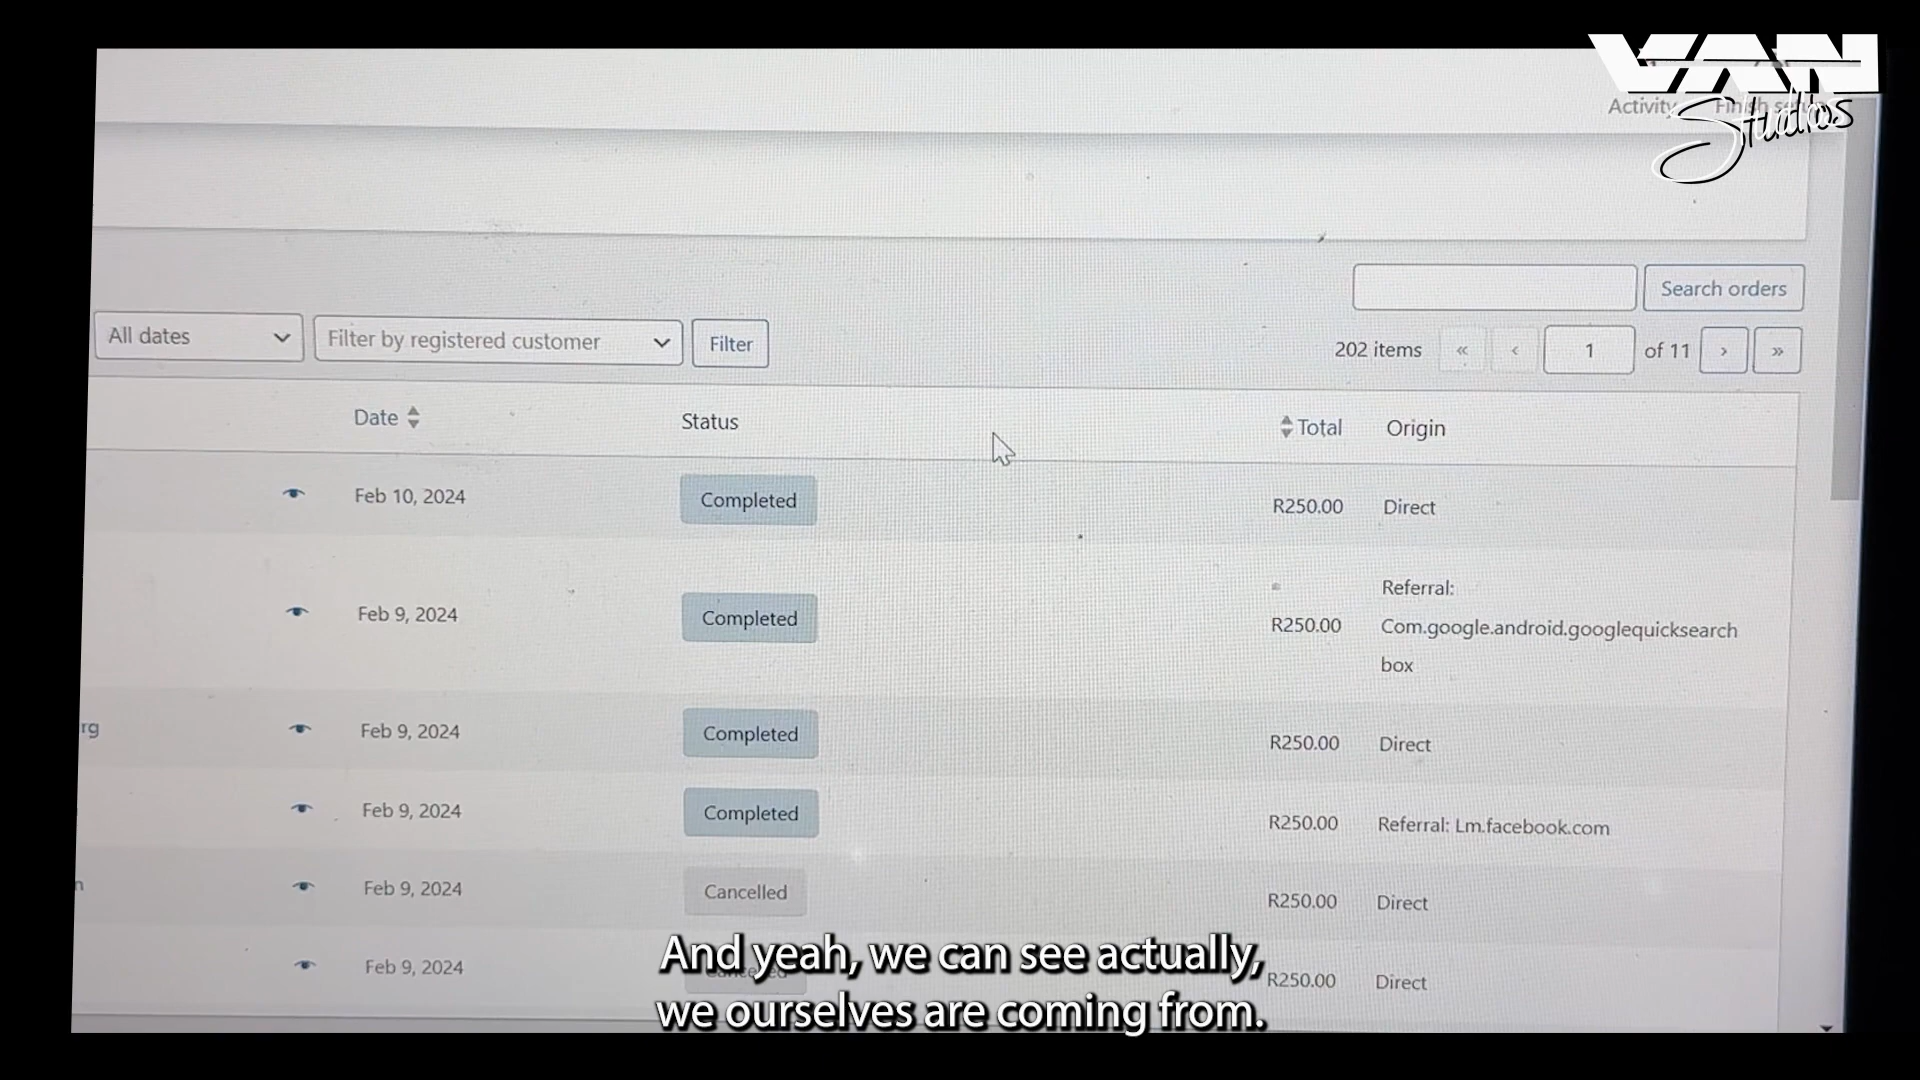 VAN
Studios
Activity
Search orders
All dates
Filter by registered customer
Filter
202 items
«
‹
1
of 11
›
»
Date
Status
Total
Origin
Feb 10, 2024
Completed
R250.00
Direct
Feb 9, 2024
Completed
R250.00
Referral:
Com.google.android.googlequicksearch
box
rg
Feb 9, 2024
Completed
R250.00
Direct
Feb 9, 2024
Completed
R250.00
Referral: Lm.facebook.com
n
Feb 9, 2024
Cancelled
R250.00
Direct
Feb 9, 2024
R250.00
Direct
And yeah, we can see actually,
we ourselves are coming from.